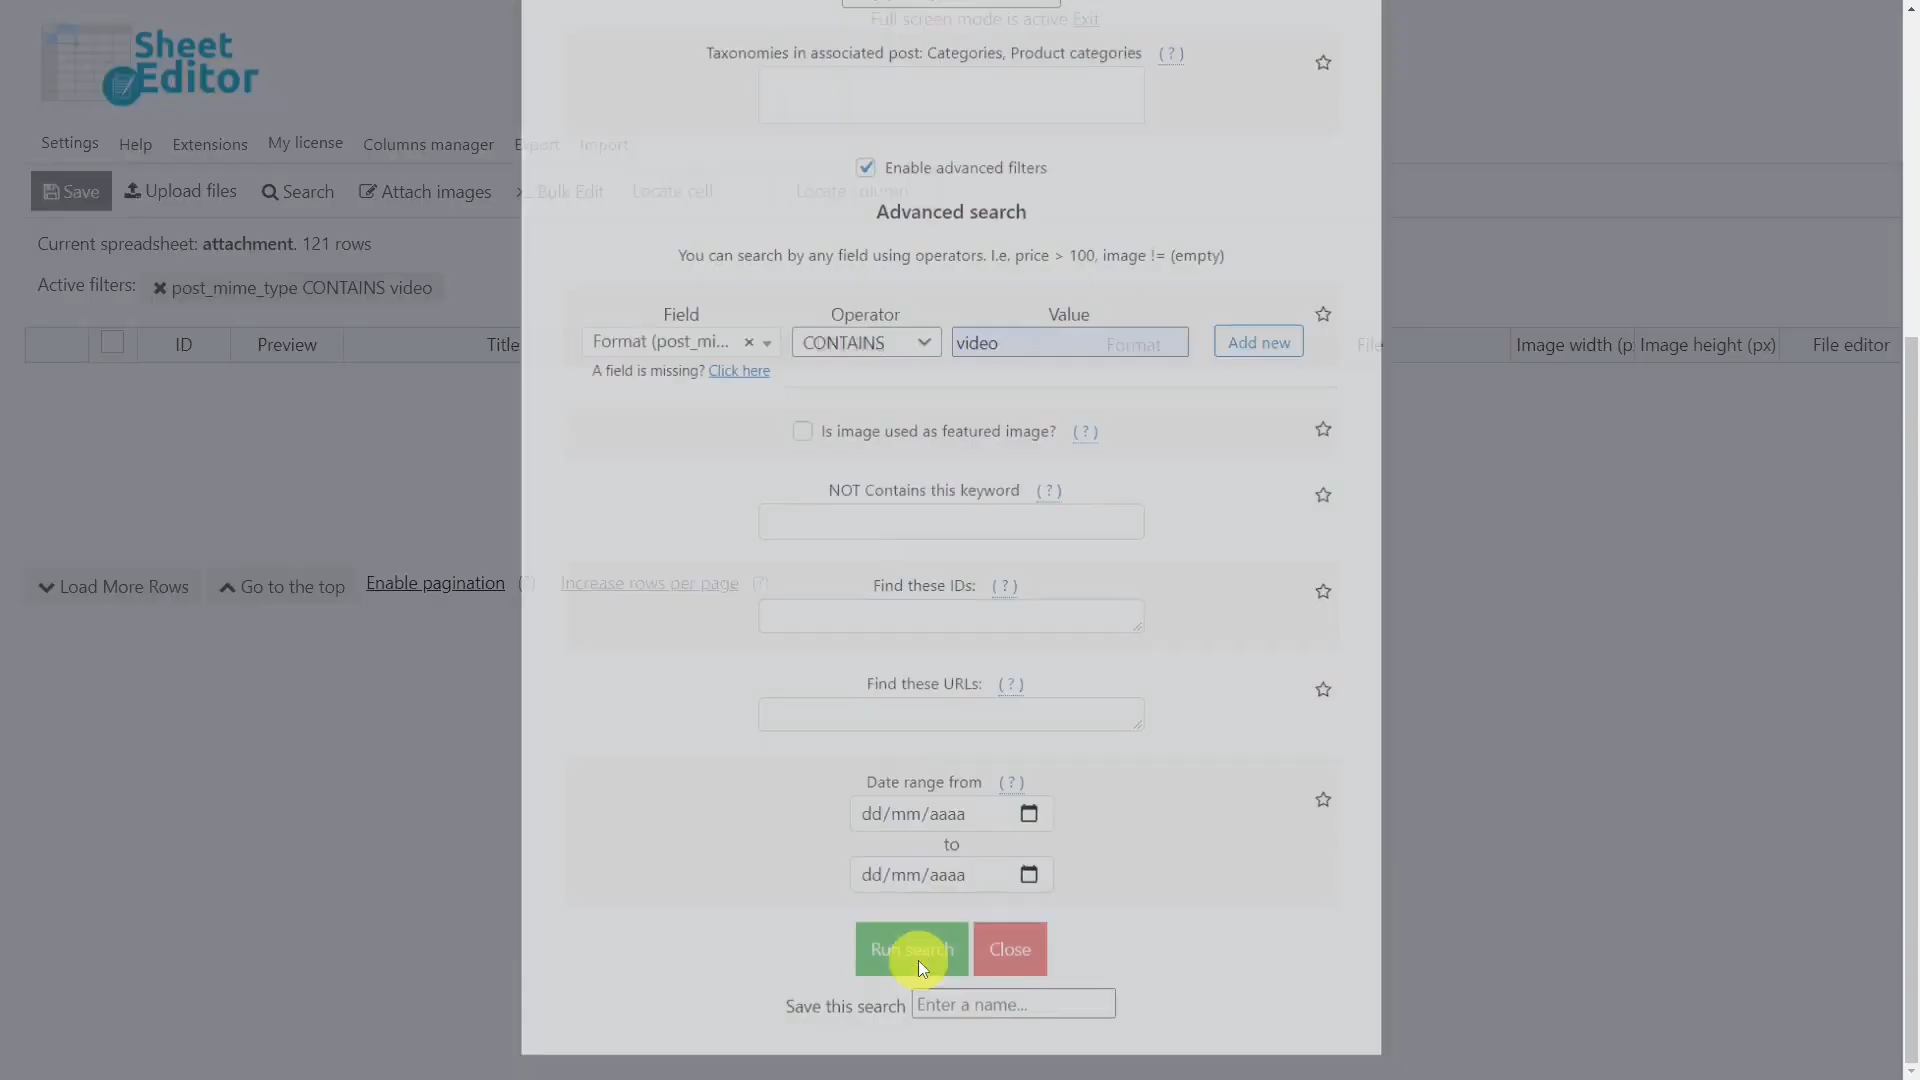 Full screen mode is active Exit
Sheet
Editor
Taxonomies in associated post: Categories, Product categories ( ? )
Settings Help Extensions My license Columns manager Export Import
Enable advanced filters
Save Upload files Search Attach images Bulk Edit Locate cell Locate column
Advanced search
Current spreadsheet: attachment. 121 rows
You can search by any field using operators. I.e. price > 100, image != (empty)
Active filters: ✖ post_mime_type CONTAINS video
Field Operator Value
Format (post_mi... × CONTAINS video Format Add new
ID Preview Title File Image width (p Image height (px) File editor
A field is missing? Click here
Is image used as featured image? ( ? )
NOT Contains this keyword ( ? )
Load More Rows Go to the top Enable pagination (?) Increase rows per page (?)
Find these IDs: ( ? )
Find these URLs: ( ? )
Date range from ( ? )
dd/mm/aaaa
to
dd/mm/aaaa
Run search Close
Save this search Enter a name...